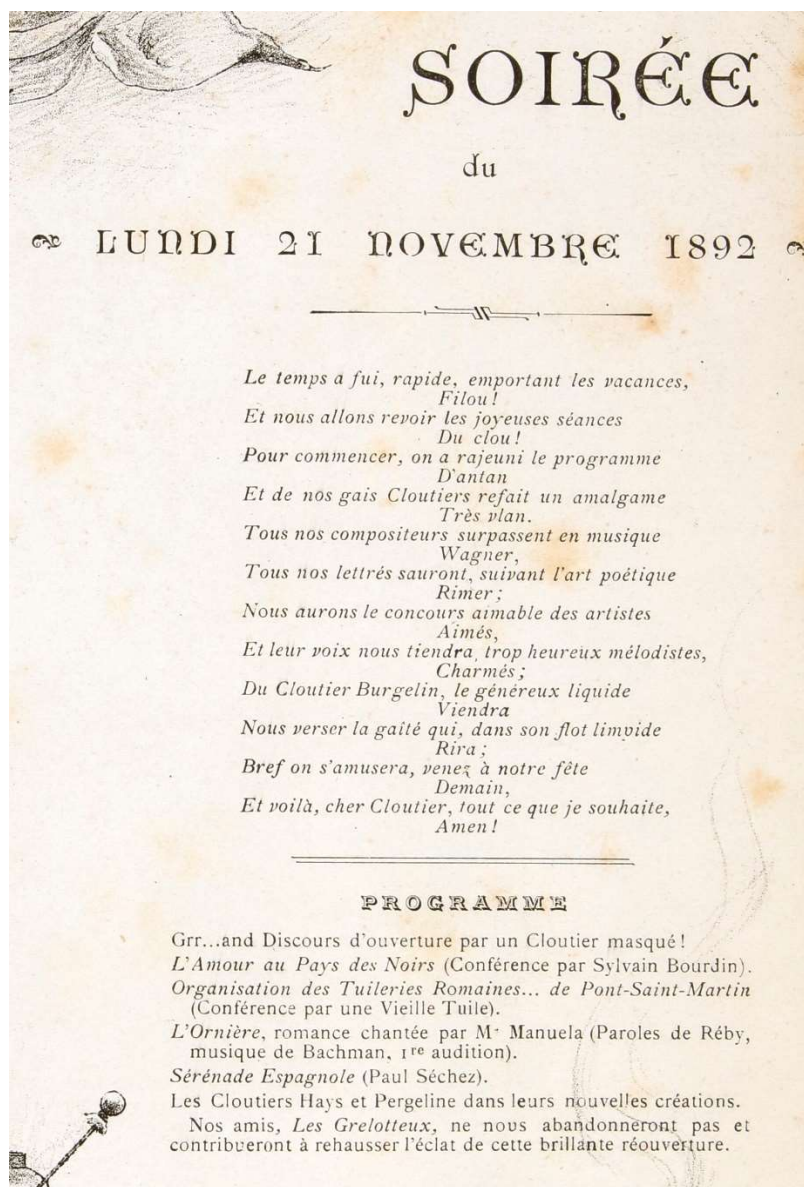 SOIRÉE
du
LUNDI 21 NOVEMBRE 1892
Le temps a fui, rapide, emportant les vacances,
Filou !
Et nous allons revoir les joyeuses séances
Du clou !
Pour commencer, on a rajeuni le programme
D'antan
Et de nos gais Cloutiers refait un amalgame
Très vlan.
Tous nos compositeurs surpassent en musique
Wagner,
Tous nos lettrés sauront, suivant l'art poétique
Rimer ;
Nous aurons le concours aimable des artistes
Aimés,
Et leur voix nous tiendra, trop heureux mélodistes,
Charmés ;
Du Cloutier Burgelin, le généreux liquide
Viendra
Nous verser la gaîté qui, dans son flot limpide
Rira ;
Bref on s'amusera, venez à notre fête
Demain,
Et voilà, cher Cloutier, tout ce que je souhaite,
Amen !
PROGRAMME
Grr...and Discours d'ouverture par un Cloutier masqué !
L'Amour au Pays des Noirs (Conférence par Sylvain Bourdin).
Organisation des Tuileries Romaines... de Pont-Saint-Martin
(Conférence par une Vieille Tuile).
L'Ornière, romance chantée par Mr Manuela (Paroles de Réby,
musique de Bachman, 1re audition).
Sérénade Espagnole (Paul Séchez).
Les Cloutiers Hays et Pergeline dans leurs nouvelles créations.
Nos amis, Les Grelotteux, ne nous abandonneront pas et
contribueront à rehausser l'éclat de cette brillante réouverture.